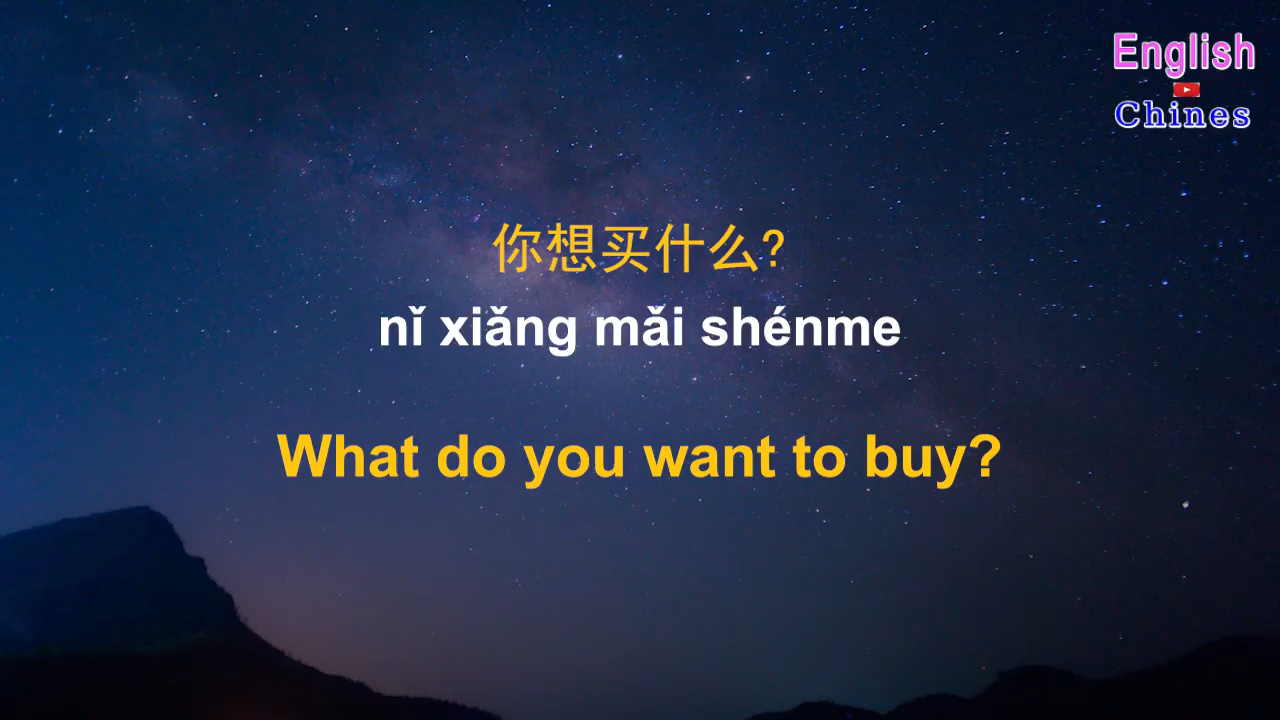 English
Chines
你想买什么?
nǐ xiǎng mǎi shénme
What do you want to buy?